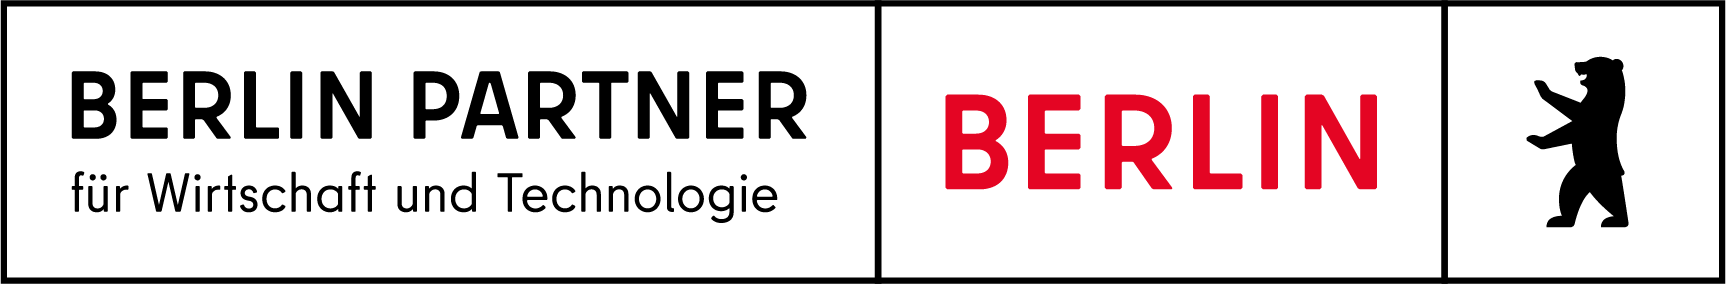 BERLIN PARTNER
für Wirtschaft und Technologie
BERLIN